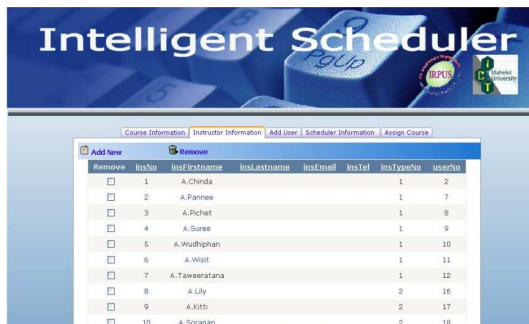 Intelligent Scheduler
PgUp
IRPUS
ICT
Mahidol University
Course Information Instructor Information Add User Scheduler Information Assign Course
Add New Remove
Remove insNo insFirstname insLastname insEmail insTel insTypeNo userNo
1 A.Chinda 1 2
2 A.Pannee 1 7
3 A.Pichet 1 8
4 A.Suree 1 9
5 A.Wudhiphan 1 10
6 A.Wisit 1 11
7 A.Taweeratana 1 12
8 A.Lily 2 16
9 A.Kitti 2 17
10 A.Soranan 2 18